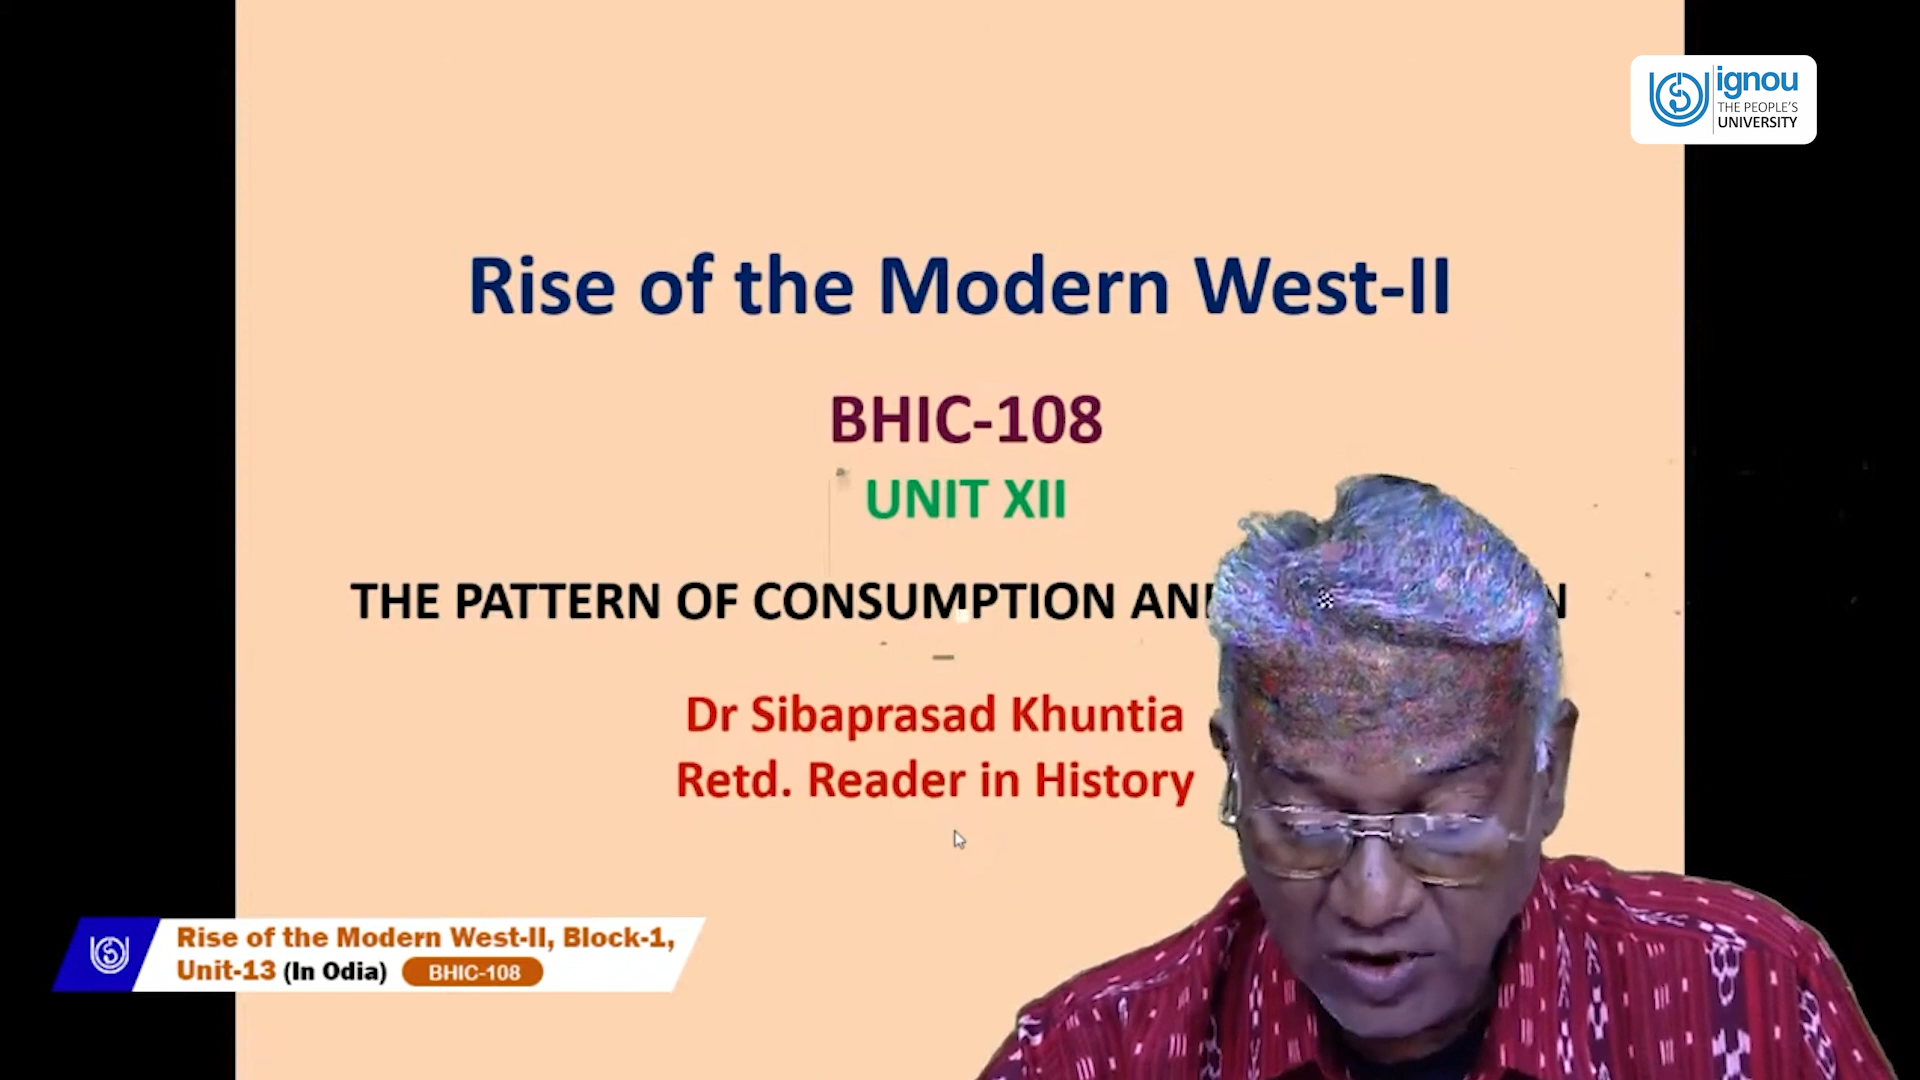 ignou
THE PEOPLE'S
UNIVERSITY
Rise of the Modern West-II
BHIC-108
UNIT XII
THE PATTERN OF CONSUMPTION
Dr Sibaprasad Khuntia
Retd. Reader in History
Rise of the Modern West-II, Block-1,
Unit-13 (In Odia) BHIC-108